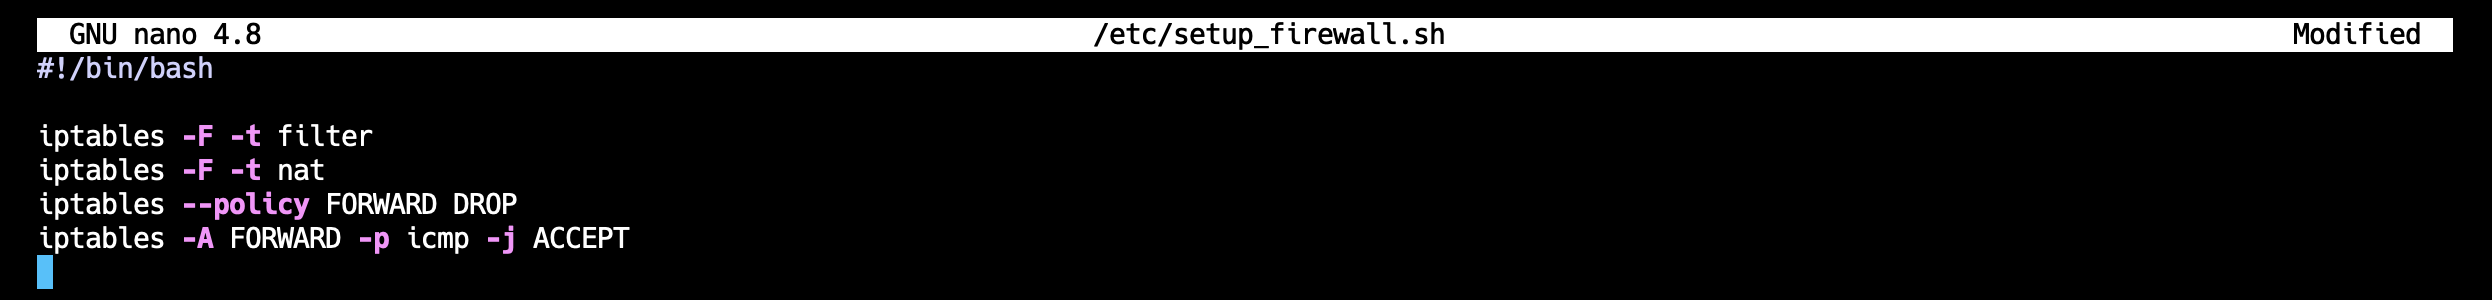 GNU nano 4.8 /etc/setup_firewall.sh Modified
#!/bin/bash
iptables -F -t filter
iptables -F -t nat
iptables --policy FORWARD DROP
iptables -A FORWARD -p icmp -j ACCEPT